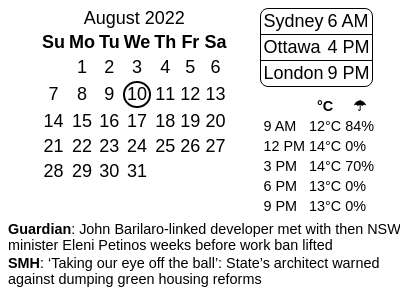 August 2022
Su Mo Tu We Th Fr Sa
1 2 3 4 5 6
7 8 9 10 11 12 13
14 15 16 17 18 19 20
21 22 23 24 25 26 27
28 29 30 31
Sydney 6 AM
Ottawa 4 PM
London 9 PM
°C ☂
9 AM 12°C 84%
12 PM 14°C 0%
3 PM 14°C 70%
6 PM 13°C 0%
9 PM 13°C 0%
Guardian: John Barilaro-linked developer met with then NSW
minister Eleni Petinos weeks before work ban lifted
SMH: ‘Taking our eye off the ball’: State’s architect warned
against dumping green housing reforms